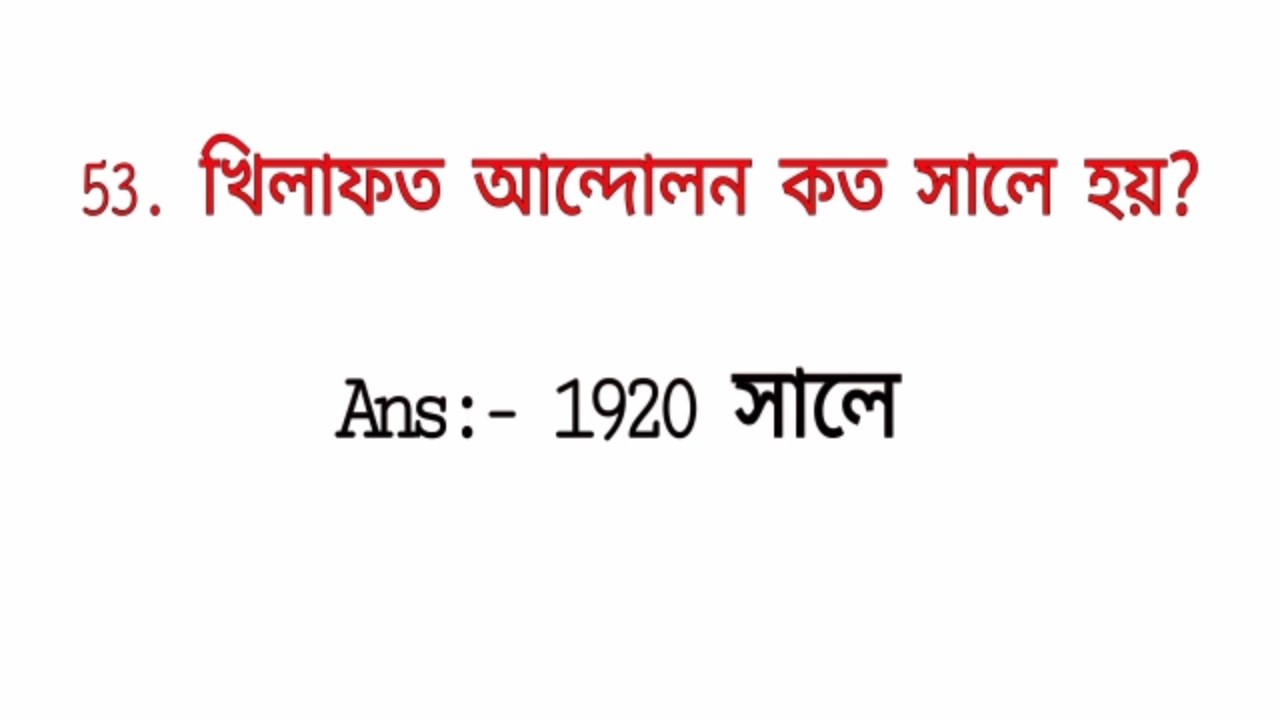 53. খিলাফত আন্দোলন কত সালে হয়?
Ans:- 1920 সালে